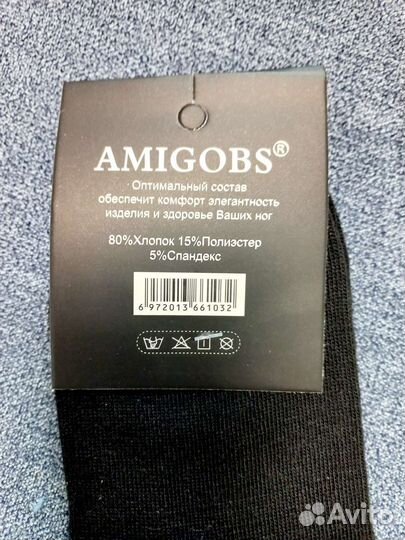 AMIGOBS®
Оптимальный состав
обеспечит комфорт элегантность
изделия и здоровье Ваших ног
80%Хлопок 15%Полиэстер
5%Спандекс
6 972013 661032
Avito